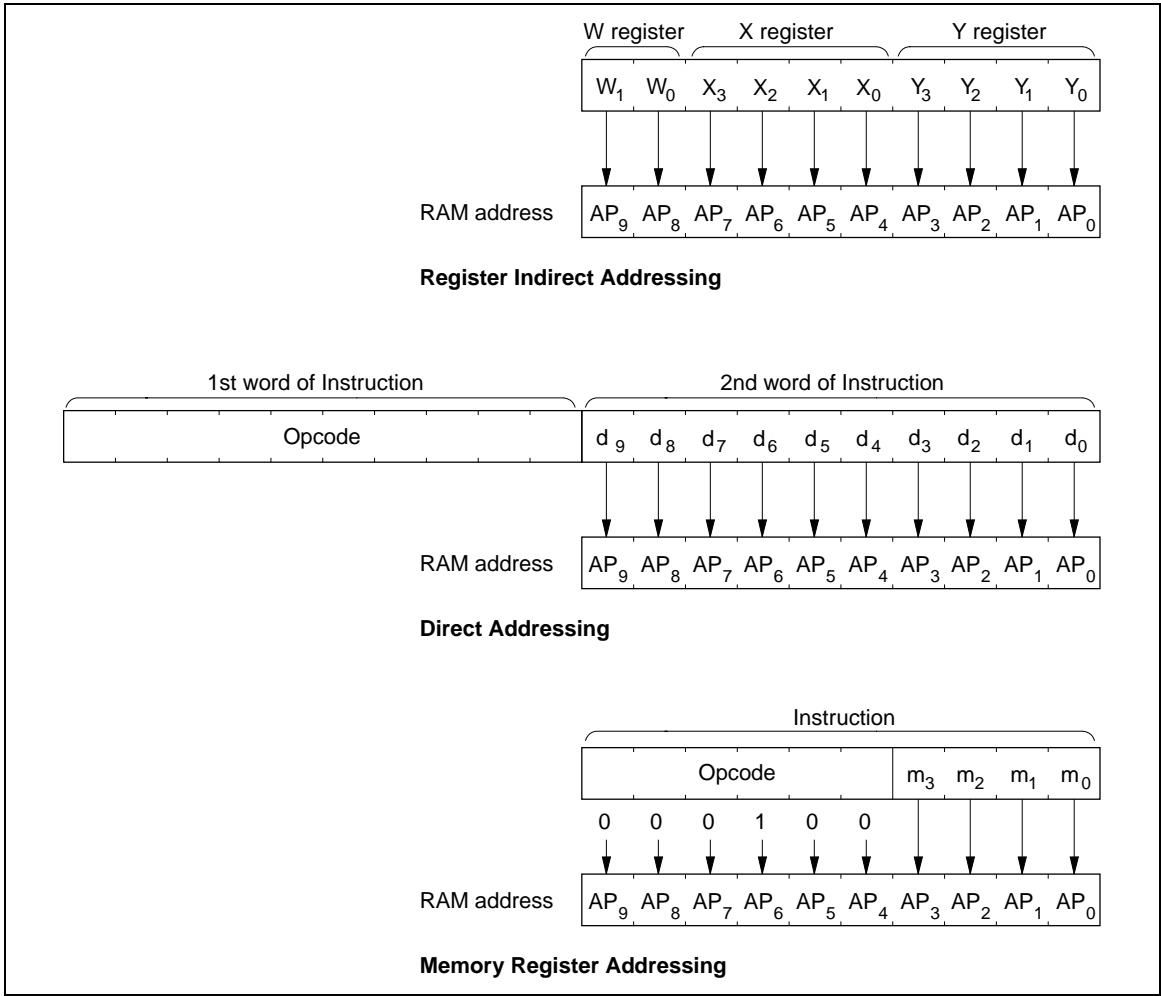 W register X register Y register
W1 W0 X3 X2 X1 X0 Y3 Y2 Y1 Y0
RAM address AP9 AP8 AP7 AP6 AP5 AP4 AP3 AP2 AP1 AP0
Register Indirect Addressing
1st word of Instruction 2nd word of Instruction
Opcode d9 d8 d7 d6 d5 d4 d3 d2 d1 d0
RAM address AP9 AP8 AP7 AP6 AP5 AP4 AP3 AP2 AP1 AP0
Direct Addressing
Instruction
Opcode m3 m2 m1 m0
0 0 0 1 0 0
RAM address AP9 AP8 AP7 AP6 AP5 AP4 AP3 AP2 AP1 AP0
Memory Register Addressing